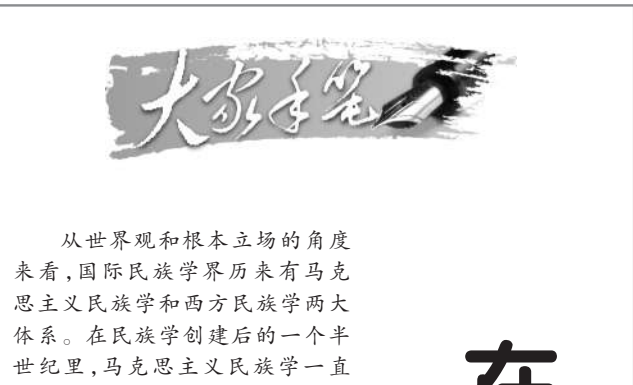 大家手笔
从世界观和根本立场的角度
来看,国际民族学界历来有马克
思主义民族学和西方民族学两大
体系。在民族学创建后的一个半
世纪里,马克思主义民族学一直
在